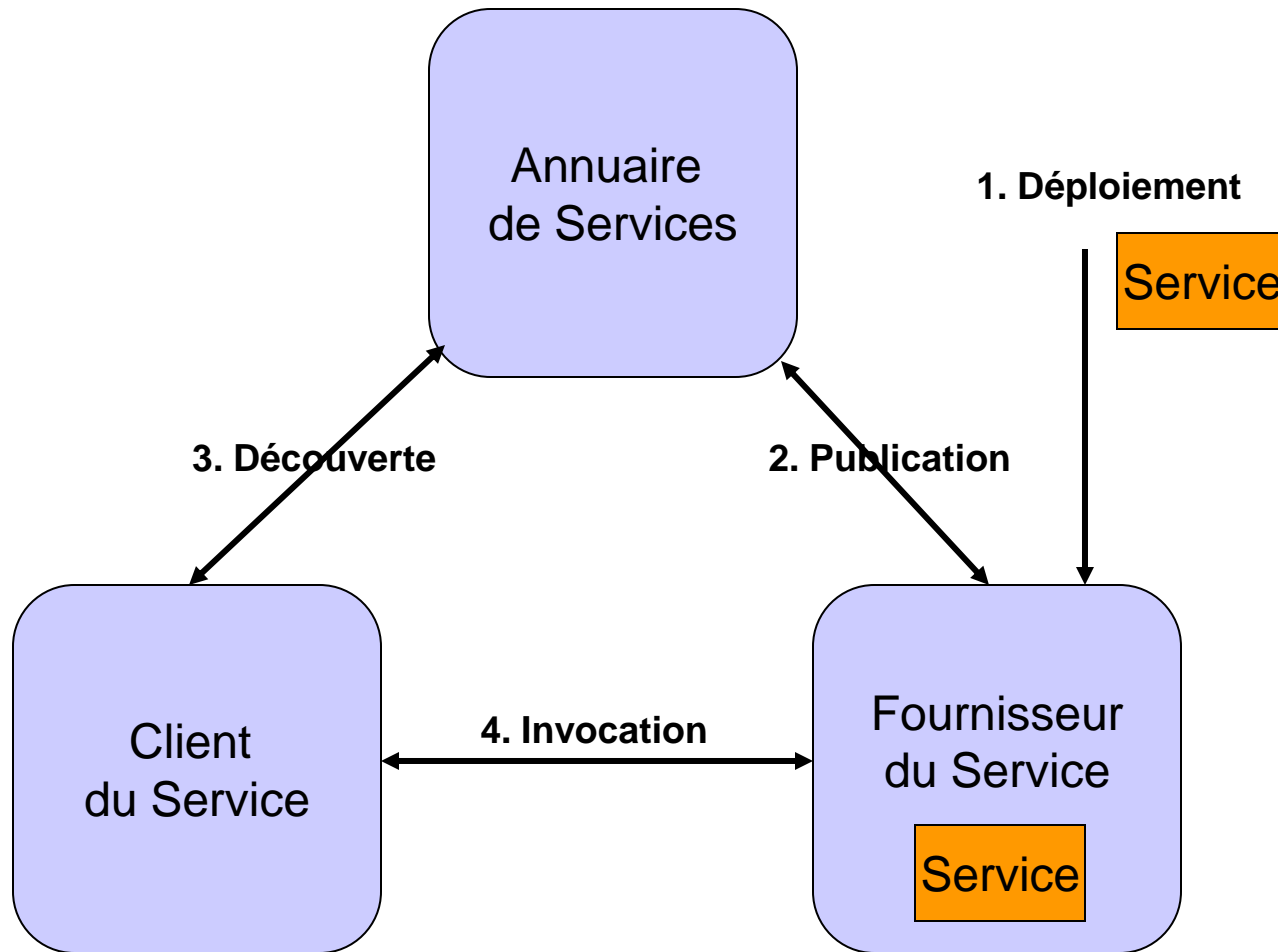 Annuaire
de Services
1. Déploiement
Service
3. Découverte
2. Publication
Client
du Service
4. Invocation
Fournisseur
du Service
Service